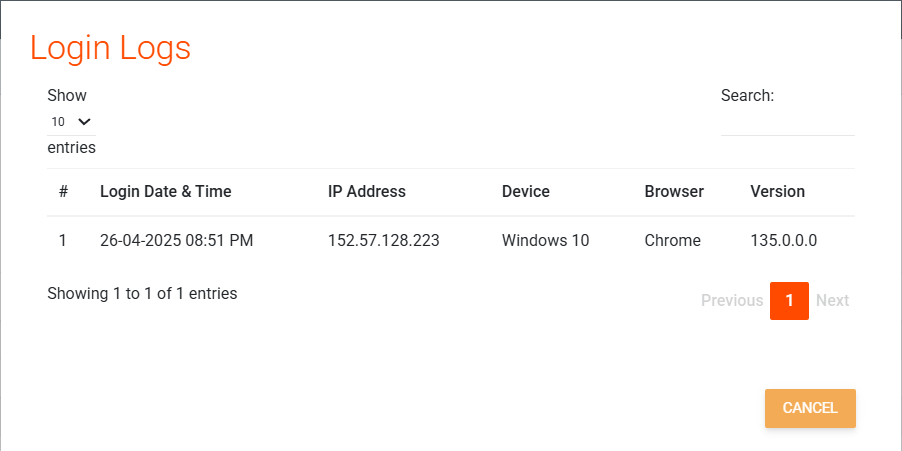 Login Logs
Show
10
entries
Search:
# Login Date & Time IP Address Device Browser Version
1 26-04-2025 08:51 PM 152.57.128.223 Windows 10 Chrome 135.0.0.0
Showing 1 to 1 of 1 entries
Previous 1 Next
CANCEL